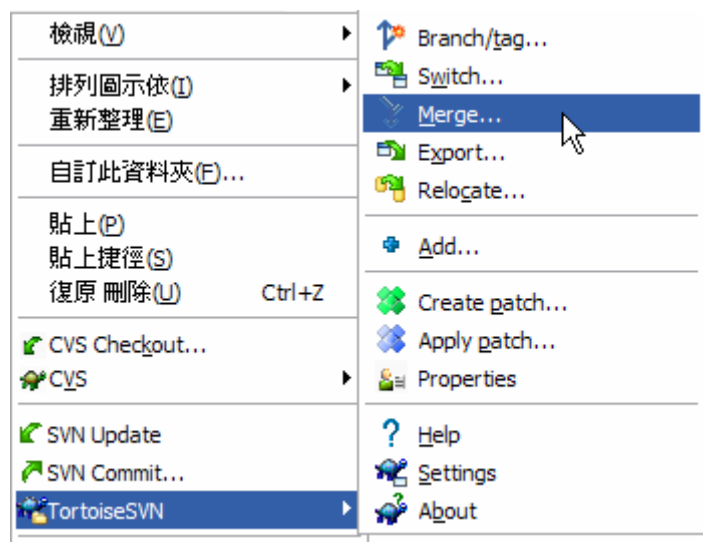 檢視(V)
排列圖示依(I)
重新整理(E)
自訂此資料夾(F)...
貼上(P)
貼上捷徑(S)
復原 刪除(U) Ctrl+Z
CVS Checkout...
CVS
SVN Update
SVN Commit...
TortoiseSVN
Branch/tag...
Switch...
Merge...
Export...
Relocate...
Add...
Create patch...
Apply patch...
Properties
Help
Settings
About